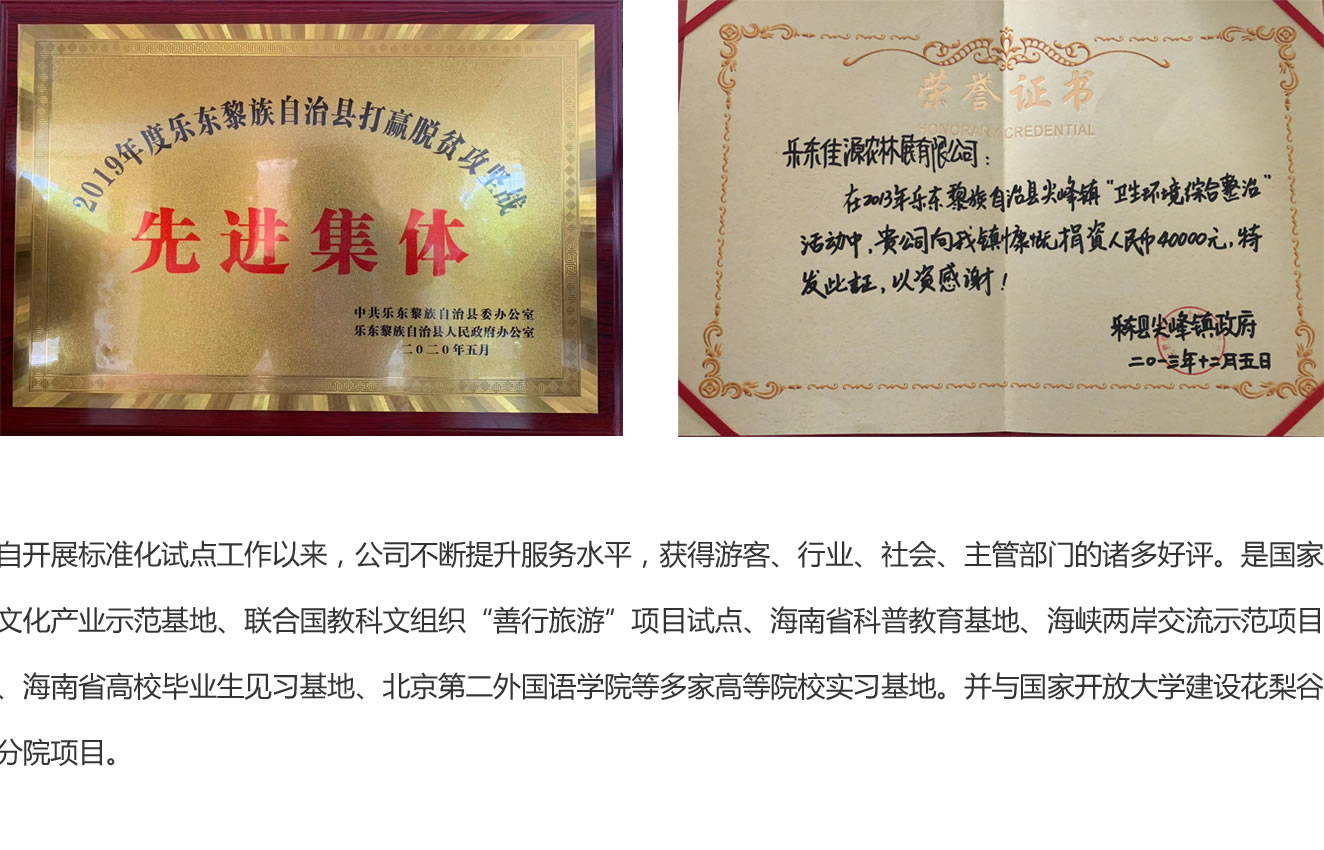 2019年度乐东黎族自治县打赢脱贫攻坚战
先进集体
中共乐东黎族自治县委办公室
乐东黎族自治县人民政府办公室
二〇二〇年五月
荣誉证书
HONORARY CREDENTIAL
乐东佳源农林展有限公司：
在2013年乐东黎族自治县尖峰镇“卫生环境综合整治”
活动中，贵公司向我镇慷慨捐资人民币40000元，特
发此证，以资感谢！
乐东县尖峰镇政府
二〇一三年十二月五日
自开展标准化试点工作以来，公司不断提升服务水平，获得游客、行业、社会、主管部门的诸多好评。是国家
文化产业示范基地、联合国教科文组织“善行旅游”项目试点、海南省科普教育基地、海峡两岸交流示范项目
、海南省高校毕业生见习基地、北京第二外国语学院等多家高等院校实习基地。并与国家开放大学建设花梨谷
分院项目。